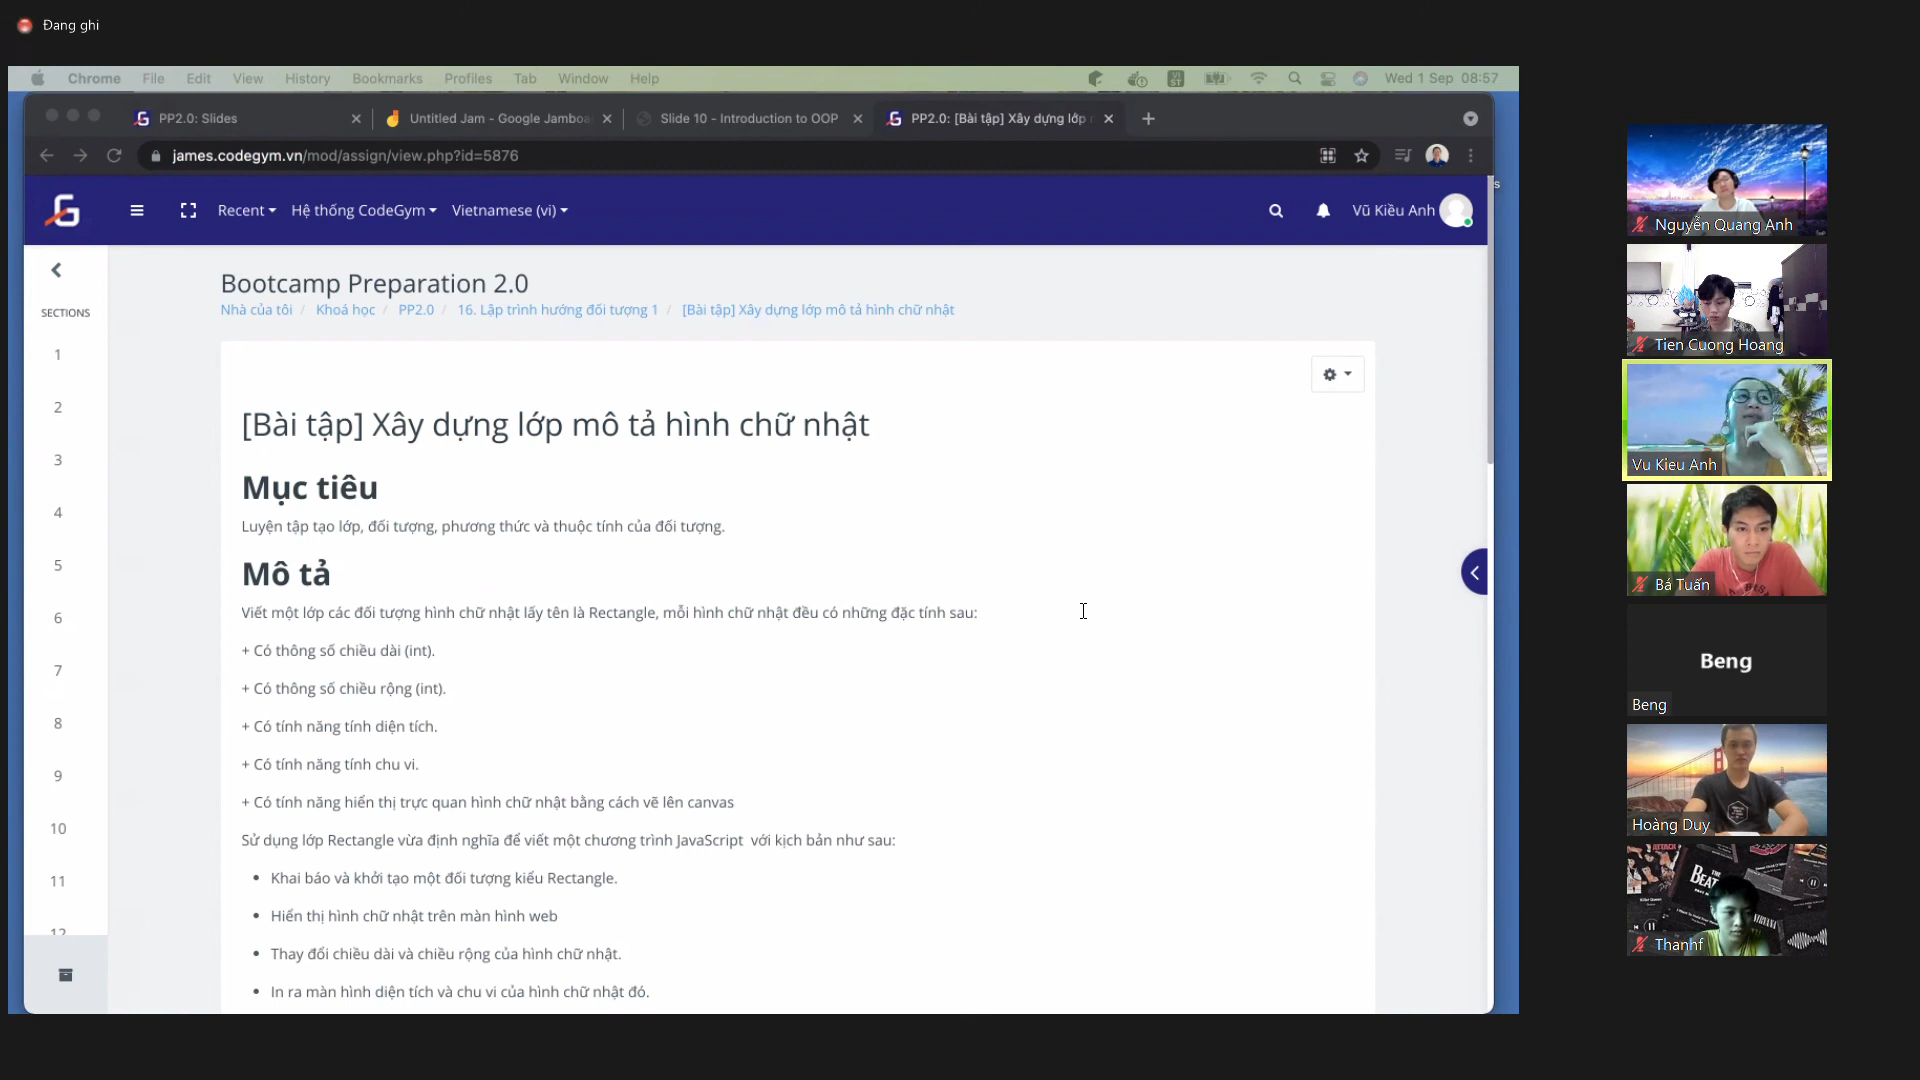 Đang ghi
Chrome File Edit View History Bookmarks Profiles Tab Window Help
Wed 1 Sep 08:57
PP2.0: Slides
Untitled Jam - Google Jamboa
Slide 10 - Introduction to OOP
PP2.0: [Bài tập] Xây dựng lớp
james.codegym.vn/mod/assign/view.php?id=5876
Recent Hệ thống CodeGym Vietnamese (vi)
Vũ Kiều Anh
SECTIONS
1
2
3
4
5
6
7
8
9
10
11
12
Bootcamp Preparation 2.0
Nhà của tôi / Khoá học / PP2.0 / 16. Lập trình hướng đối tượng 1 / [Bài tập] Xây dựng lớp mô tả hình chữ nhật
[Bài tập] Xây dựng lớp mô tả hình chữ nhật
Mục tiêu
Luyện tập tạo lớp, đối tượng, phương thức và thuộc tính của đối tượng.
Mô tả
Viết một lớp các đối tượng hình chữ nhật lấy tên là Rectangle, mỗi hình chữ nhật đều có những đặc tính sau:
+ Có thông số chiều dài (int).
+ Có thông số chiều rộng (int).
+ Có tính năng tính diện tích.
+ Có tính năng tính chu vi.
+ Có tính năng hiển thị trực quan hình chữ nhật bằng cách vẽ lên canvas
Sử dụng lớp Rectangle vừa định nghĩa để viết một chương trình JavaScript với kịch bản như sau:
• Khai báo và khởi tạo một đối tượng kiểu Rectangle.
• Hiển thị hình chữ nhật trên màn hình web
• Thay đổi chiều dài và chiều rộng của hình chữ nhật.
• In ra màn hình diện tích và chu vi của hình chữ nhật đó.
Nguyễn Quang Anh
Tien Cuong Hoang
Vu Kieu Anh
Bá Tuấn
Beng
Beng
Hoàng Duy
Thanhf